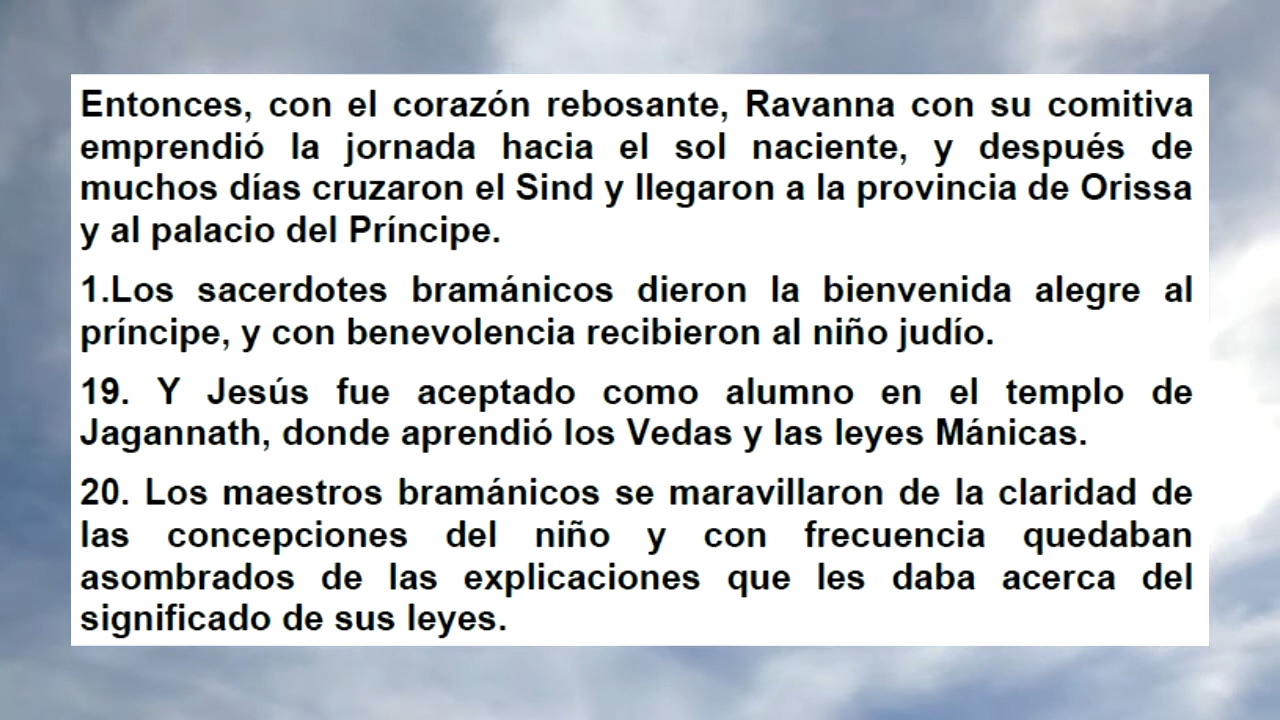 Entonces, con el corazón rebosante, Ravanna con su comitiva
emprendió la jornada hacia el sol naciente, y después de
muchos días cruzaron el Sind y llegaron a la provincia de Orissa
y al palacio del Príncipe.
1.Los sacerdotes bramánicos dieron la bienvenida alegre al
príncipe, y con benevolencia recibieron al niño judío.
19. Y Jesús fue aceptado como alumno en el templo de
Jagannath, donde aprendió los Vedas y las leyes Mánicas.
20. Los maestros bramánicos se maravillaron de la claridad de
las concepciones del niño y con frecuencia quedaban
asombrados de las explicaciones que les daba acerca del
significado de sus leyes.